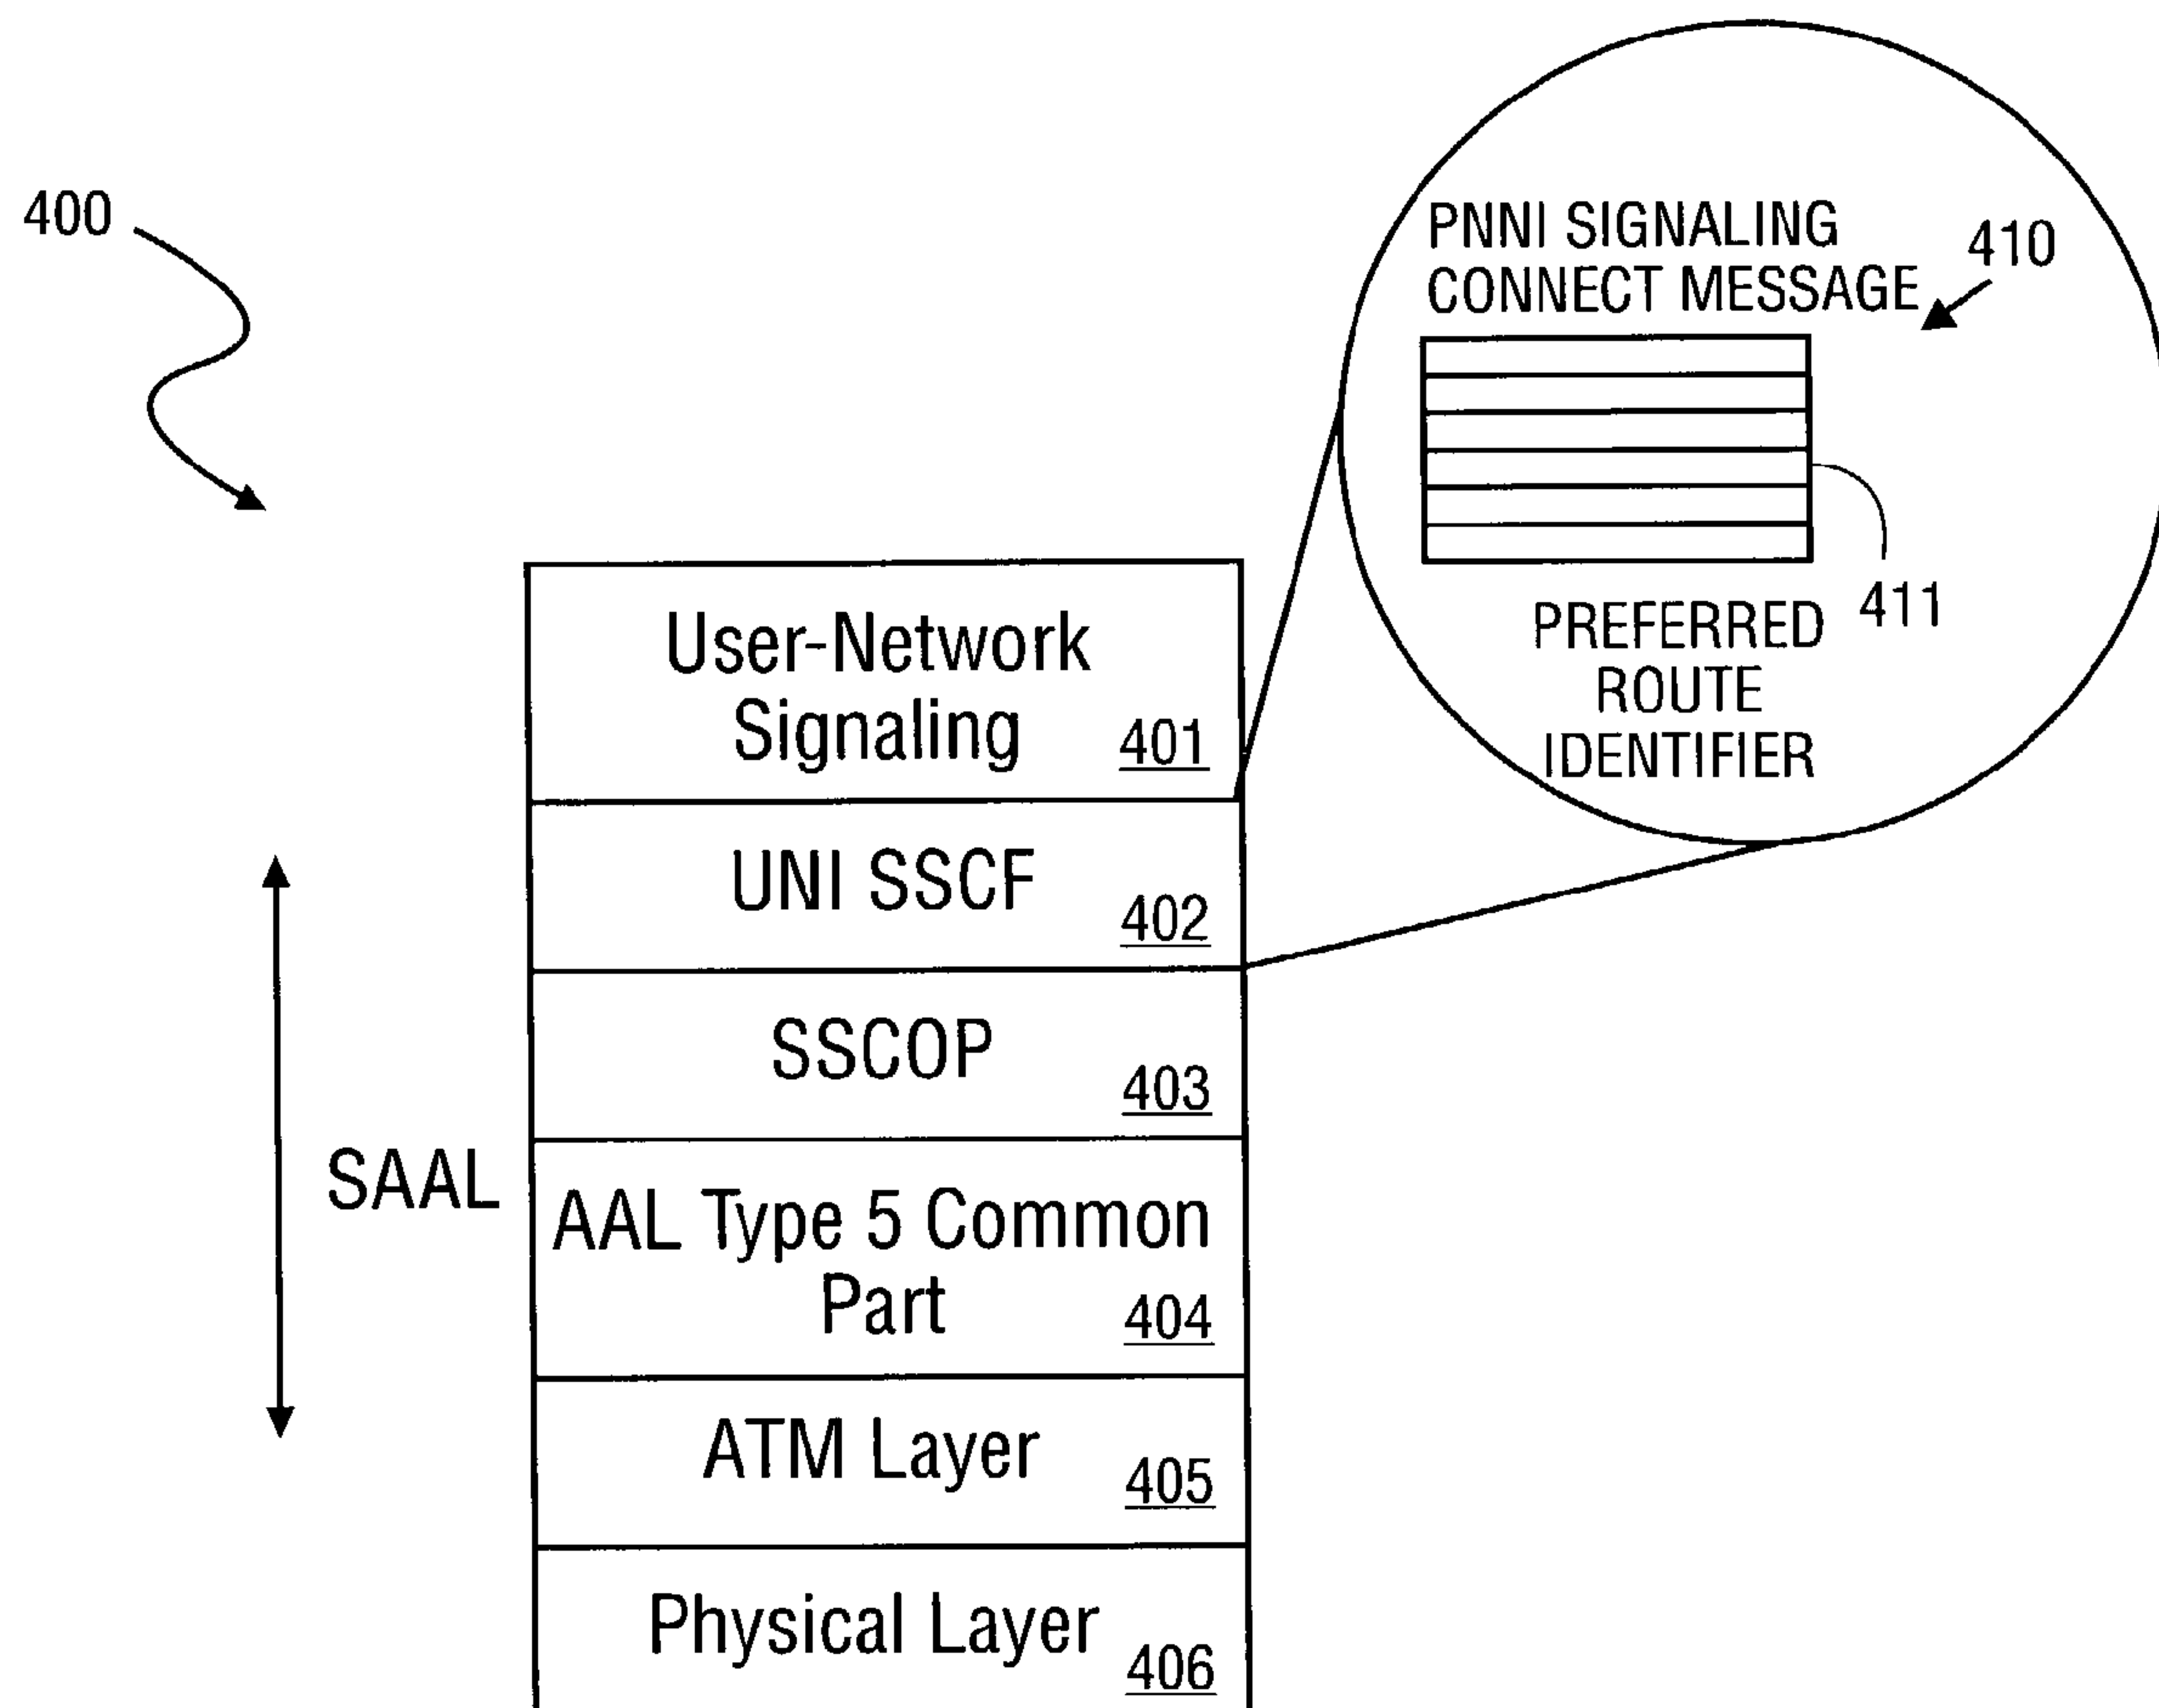 400
PNNI SIGNALING
CONNECT MESSAGE
410
411
PREFERRED
ROUTE
IDENTIFIER
User-Network
Signaling
401
UNI SSCF
402
SSCOP
403
SAAL
AAL Type 5 Common
Part
404
ATM Layer
405
Physical Layer
406